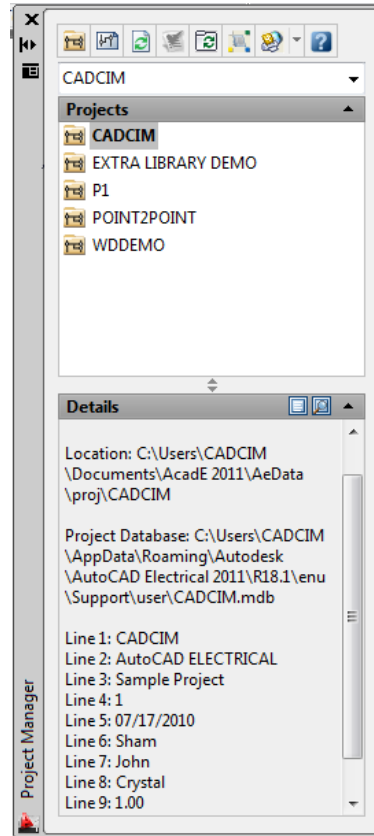 CADCIM
Projects
CADCIM
EXTRA LIBRARY DEMO
P1
POINT2POINT
WDDEMO
Details
Location: C:\Users\CADCIM
\Documents\AcadE 2011\AeData
\proj\CADCIM
Project Database: C:\Users\CADCIM
\AppData\Roaming\Autodesk
\AutoCAD Electrical 2011\R18.1\enu
\Support\user\CADCIM.mdb
Line 1: CADCIM
Line 2: AutoCAD ELECTRICAL
Line 3: Sample Project
Line 4: 1
Line 5: 07/17/2010
Line 6: Sham
Line 7: John
Line 8: Crystal
Line 9: 1.00
Project Manager